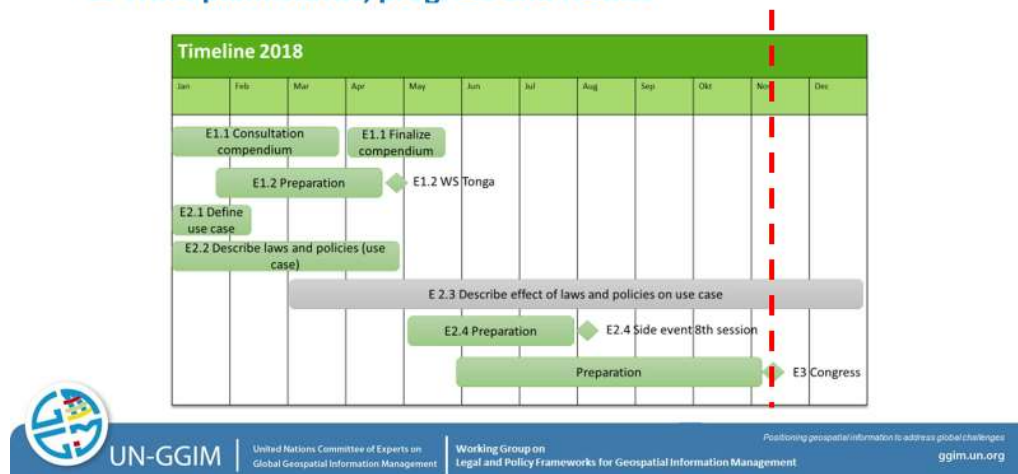 Timeline 2018
Jan Feb Mar Apr May Jun Jul Aug Sep Okt Nov Dec
E1.1 Consultation
compendium
E1.1 Finalize
compendium
E1.2 Preparation
E1.2 WS Tonga
E2.1 Define
use case
E2.2 Describe laws and policies (use
case)
E 2.3 Describe effect of laws and policies on use case
E2.4 Preparation
E2.4 Side event 8th session
Preparation
E3 Congress
Positioning geospatial information to address global challenges
UN-GGIM
United Nations Committee of Experts on
Global Geospatial Information Management
Working Group on
Legal and Policy Frameworks for Geospatial Information Management
ggim.un.org